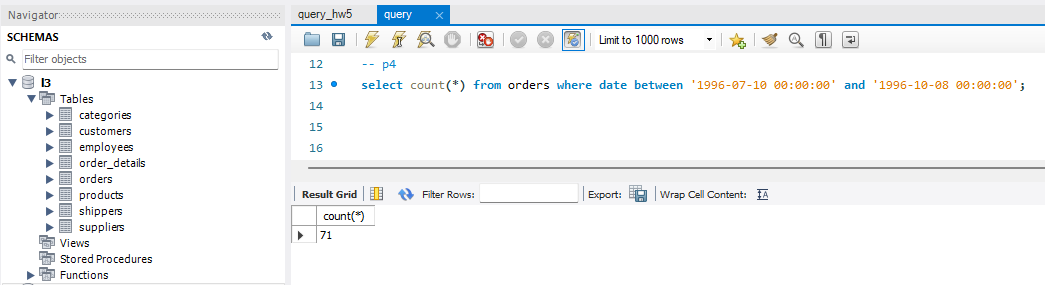 Navigator
SCHEMAS
Filter objects
l3
Tables
categories
customers
employees
order_details
orders
products
shippers
suppliers
Views
Stored Procedures
Functions
query_hw5
query
Limit to 1000 rows
12 -- p4
13 select count(*) from orders where date between '1996-07-10 00:00:00' and '1996-10-08 00:00:00';
14
15
16
Result Grid Filter Rows: Export: Wrap Cell Content:
count(*)
71